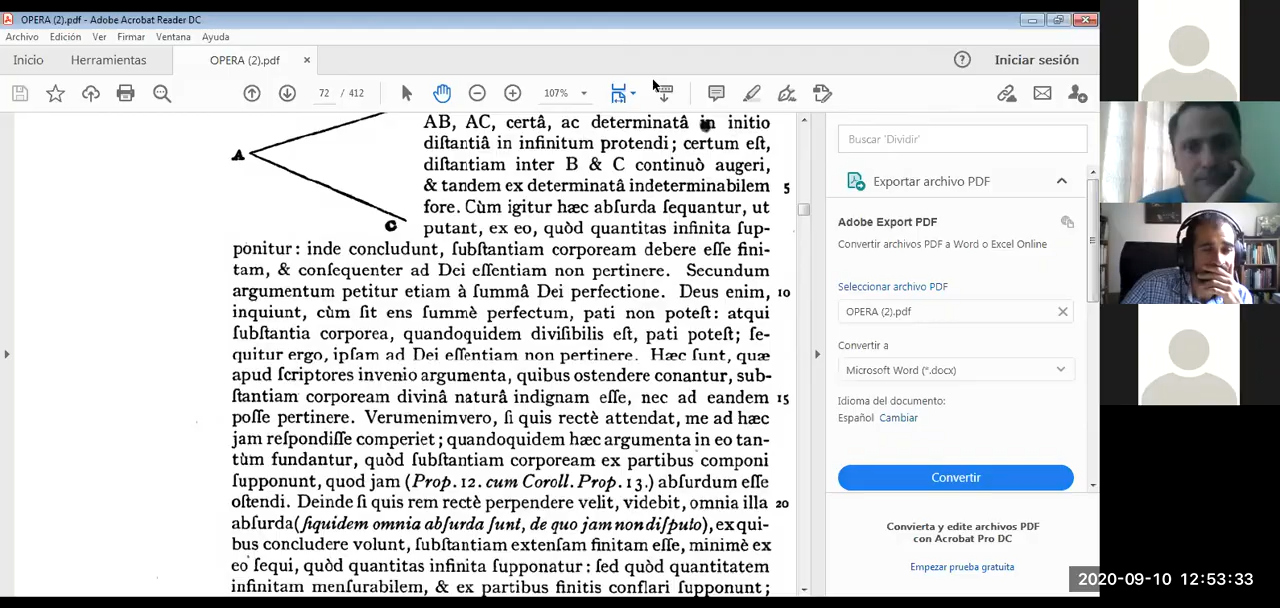 OPERA (2).pdf - Adobe Acrobat Reader DC
Archivo Edición Ver Firmar Ventana Ayuda
Inicio Herramientas OPERA (2).pdf × Iniciar sesión
72 / 412 107%
AB, AC, certâ, ac determinatâ in initio
diſtantiâ in infinitum protendi; certum eſt,
diſtantiam inter B & C continuò augeri,
& tandem ex determinatâ indeterminabilem 5
fore. Cùm igitur hæc abſurda ſequantur, ut
putant, ex eo, quòd quantitas infinita ſup-
ponitur: inde concludunt, ſubſtantiam corpoream debere eſſe fini-
tam, & conſequenter ad Dei eſſentiam non pertinere. Secundum
argumentum petitur etiam à ſummâ Dei perfectione. Deus enim, 10
inquiunt, cùm ſit ens ſummè perfectum, pati non poteſt: atqui
ſubſtantia corporea, quandoquidem diviſibilis eſt, pati poteſt; ſe-
quitur ergo, ipſam ad Dei eſſentiam non pertinere. Hæc ſunt, quæ
apud ſcriptores invenio argumenta, quibus oſtendere conantur, sub-
ſtantiam corpoream divinâ naturâ indignam eſſe, nec ad eandem 15
poſſe pertinere. Verumenimvero, ſi quis rectè attendat, me ad hæc
jam reſpondiſſe comperiet; quandoquidem hæc argumenta in eo tan-
tùm fundantur, quòd ſubſtantiam corpoream ex partibus componi
ſupponunt, quod jam (Prop. 12. cum Coroll. Prop. 13.) abſurdum eſſe
oſtendi. Deinde ſi quis rem rectè perpendere velit, videbit, omnia illa 20
abſurda (ſiquidem omnia abſurda ſunt, de quo jam non diſputo), ex qui-
bus concludere volunt, ſubſtantiam extenſam finitam eſſe, minimè ex
eo ſequi, quòd quantitas infinita ſupponatur: ſed quòd quantitatem
infinitam menſurabilem, & ex partibus finitis conflari ſupponunt;
A
C
Buscar 'Dividir'
Exportar archivo PDF
Adobe Export PDF
Convertir archivos PDF a Word o Excel Online
Seleccionar archivo PDF
OPERA (2).pdf
Convertir a
Microsoft Word (*.docx)
Idioma del documento:
Español Cambiar
Convertir
Convierta y edite archivos PDF
con Acrobat Pro DC
Empezar prueba gratuita
2020-09-10 12:53:33